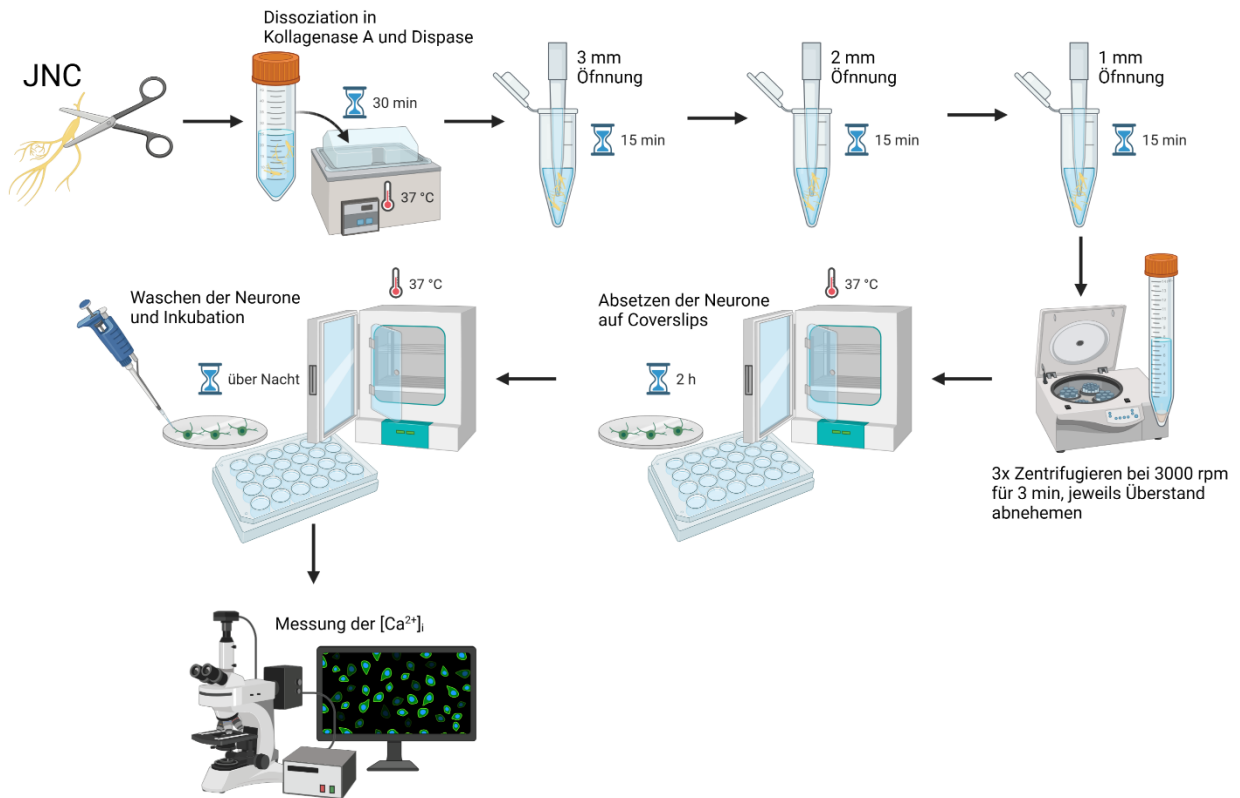 JNC
Dissoziation in
Kollagenase A und Dispase
30 min
37 °C
3 mm
Öfnnung
15 min
2 mm
Öffnung
15 min
1 mm
Öffnung
15 min
3x Zentrifugieren bei 3000 rpm
für 3 min, jeweils Überstand
abnehemen
37 °C
Absetzen der Neurone
auf Coverslips
2 h
37 °C
Waschen der Neurone
und Inkubation
über Nacht
Messung der [Ca²⁺]ᵢ